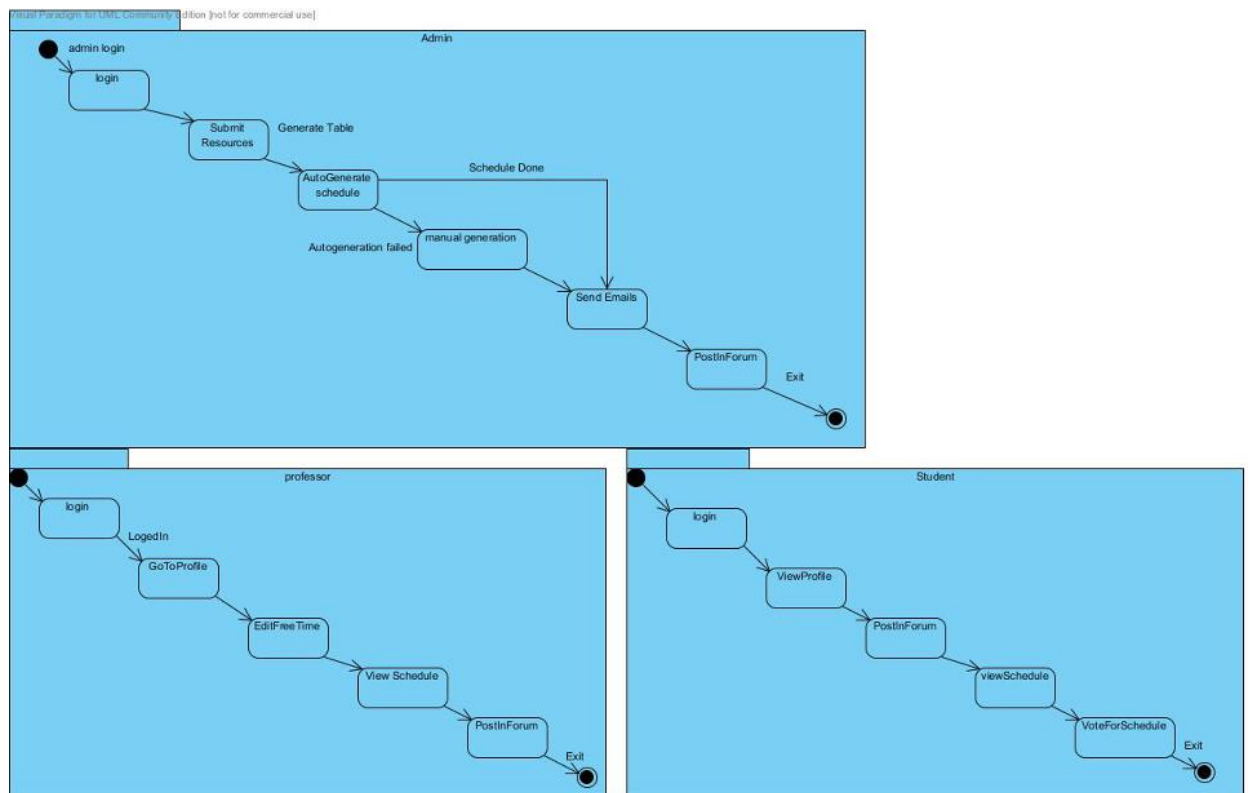 Visual Paradigm for UML Community Edition [not for commercial use]
Admin
admin login
login
Submit
Resources
Generate Table
Schedule Done
AutoGenerate
schedule
manual generation
Autogeneration failed
Send Emails
PostInForum
Exit
professor
login
LogedIn
GoToProfile
EditFreeTime
View Schedule
PostInForum
Exit
Student
login
ViewProfile
PostInForum
viewSchedule
VoteForSchedule
Exit